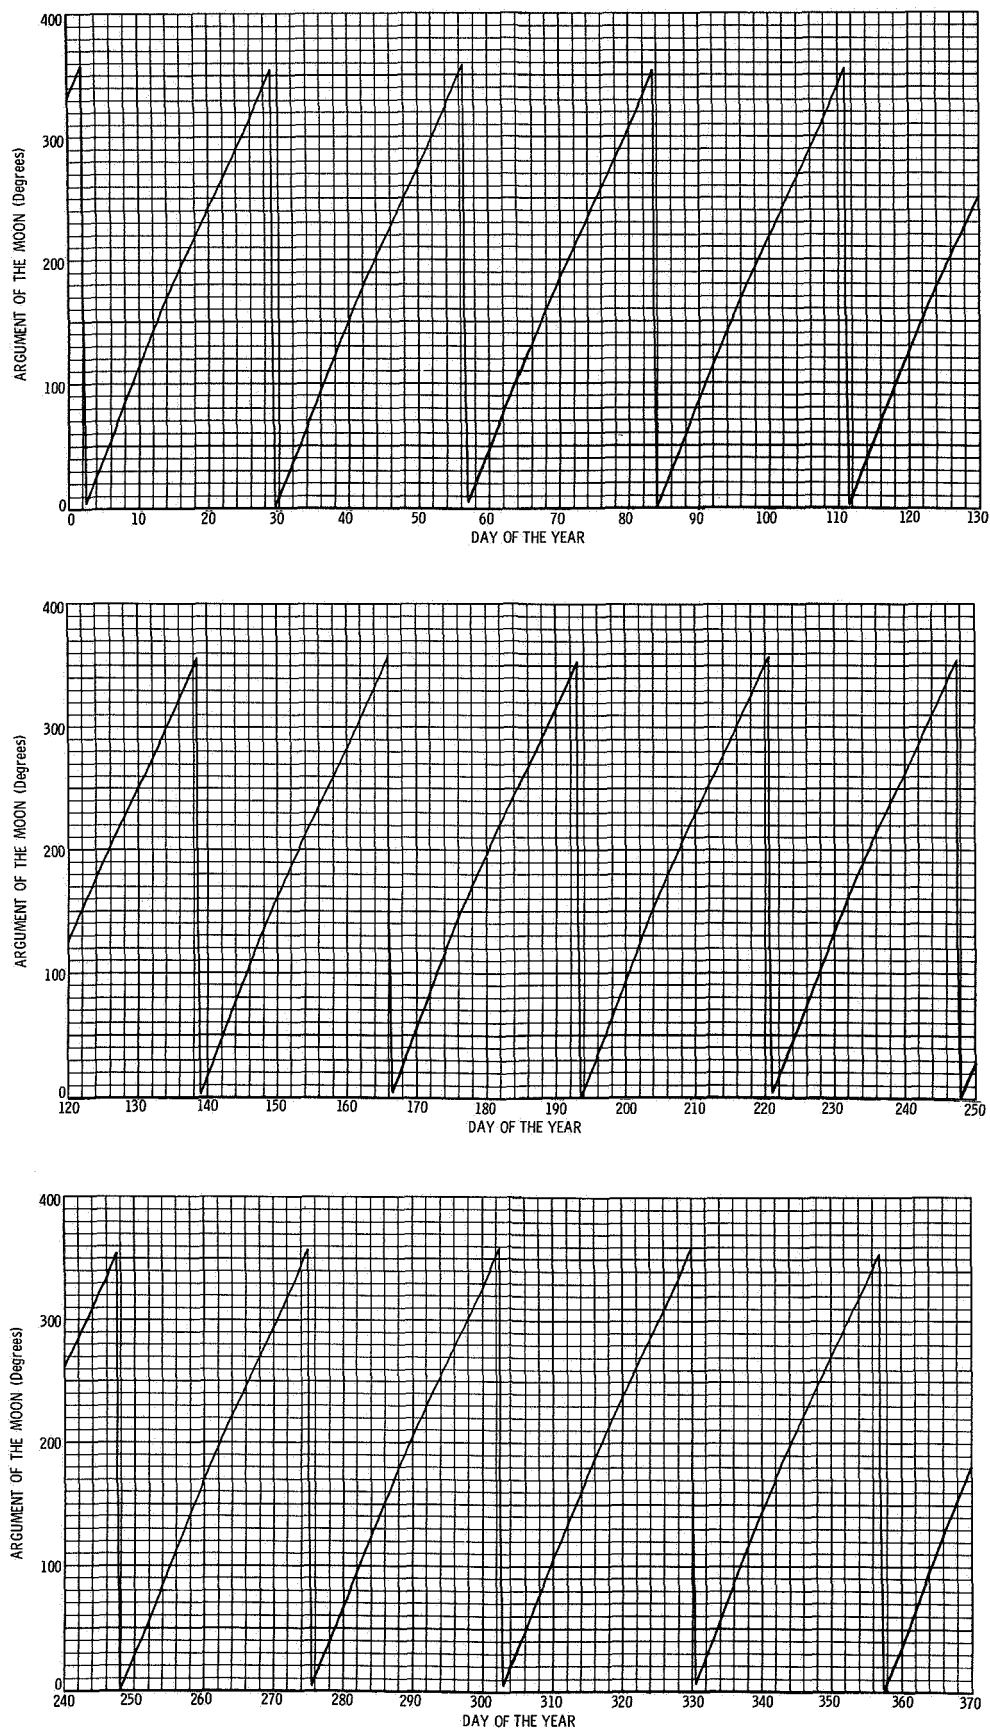 400
300
200
100
0
ARGUMENT OF THE MOON (Degrees)
0 10 20 30 40 50 60 70 80 90 100 110 120 130
DAY OF THE YEAR
400
300
200
100
0
ARGUMENT OF THE MOON (Degrees)
120 130 140 150 160 170 180 190 200 210 220 230 240 250
DAY OF THE YEAR
400
300
200
100
0
ARGUMENT OF THE MOON (Degrees)
240 250 260 270 280 290 300 310 320 330 340 350 360 370
DAY OF THE YEAR